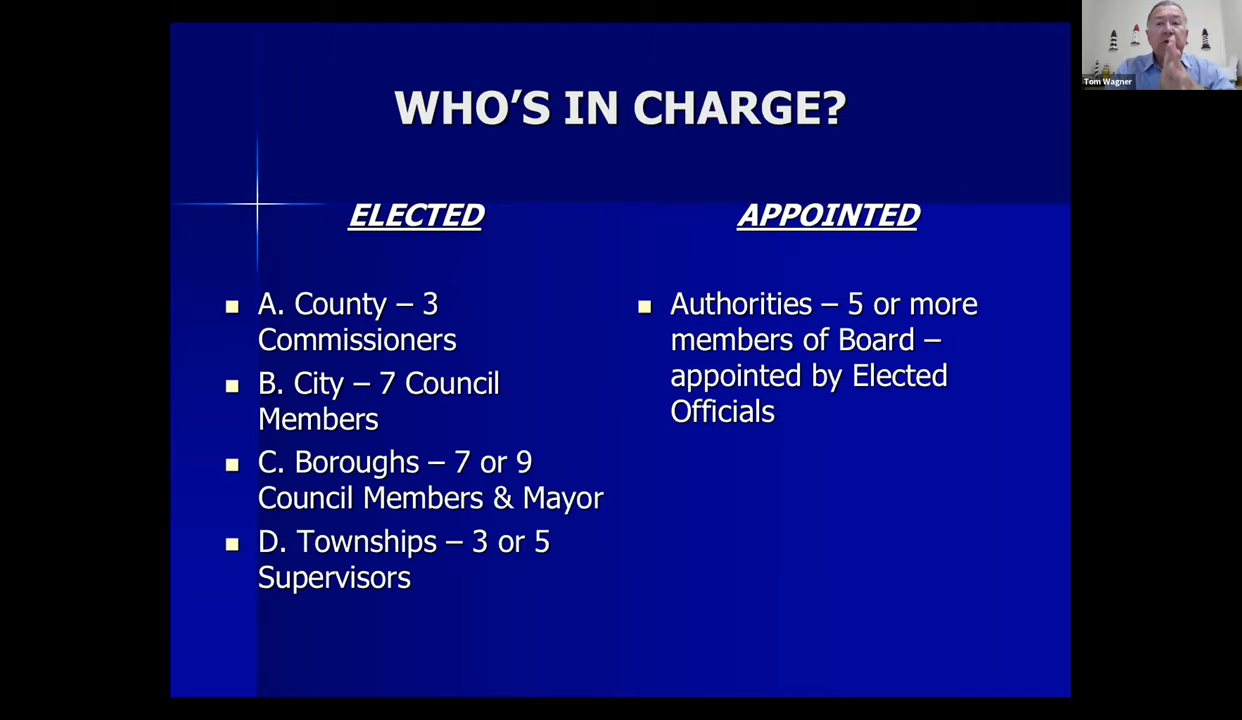 WHO'S IN CHARGE?
ELECTED
A. County – 3
Commissioners
B. City – 7 Council
Members
C. Boroughs – 7 or 9
Council Members & Mayor
D. Townships – 3 or 5
Supervisors
APPOINTED
Authorities – 5 or more
members of Board –
appointed by Elected
Officials
Tom Wagner